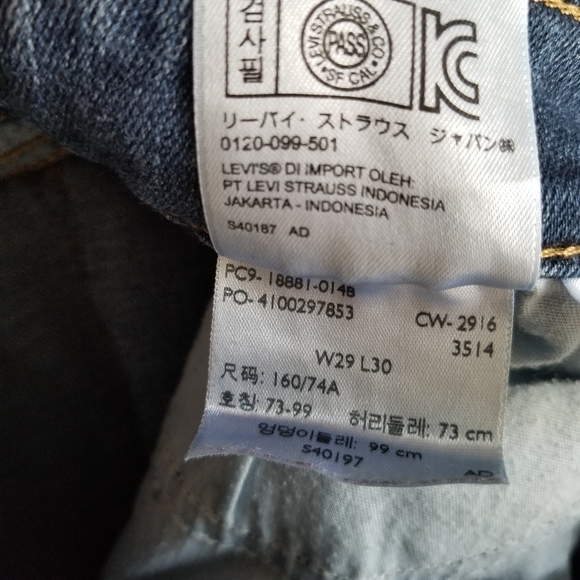 검
사
필
LEVI STRAUSS & CO
PASS
SF CAL
리ーバイ・ストラウス ジャパン㈱
0120-099-501
LEVI'S® DI IMPORT OLEH:
PT LEVI STRAUSS INDONESIA
JAKARTA - INDONESIA
S40187 AD
PC9-18881-0148
PO-4100297853
CW-2916
3514
W29 L30
尺码: 160/74A
호칭: 73-99 허리둘레: 73 cm
엉덩이둘레: 99 cm
S40197
AD